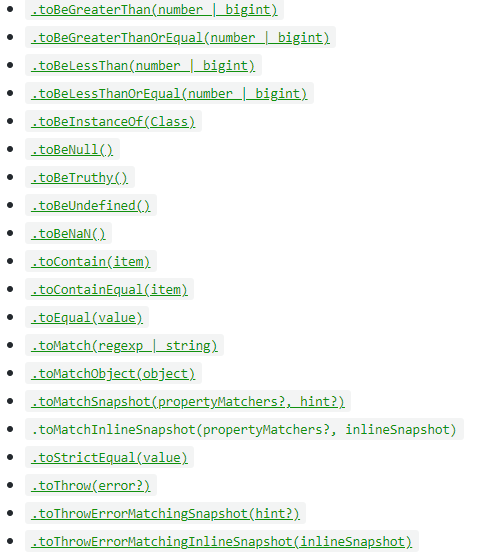 .toBeGreaterThan(number | bigint)
.toBeGreaterThanOrEqual(number | bigint)
.toBeLessThan(number | bigint)
.toBeLessThanOrEqual(number | bigint)
.toBeInstanceOf(Class)
.toBeNull()
.toBeTruthy()
.toBeUndefined()
.toBeNaN()
.toContain(item)
.toContainEqual(item)
.toEqual(value)
.toMatch(regexp | string)
.toMatchObject(object)
.toMatchSnapshot(propertyMatchers?, hint?)
.toMatchInlineSnapshot(propertyMatchers?, inlineSnapshot)
.toStrictEqual(value)
.toThrow(error?)
.toThrowErrorMatchingSnapshot(hint?)
.toThrowErrorMatchingInlineSnapshot(inlineSnapshot)